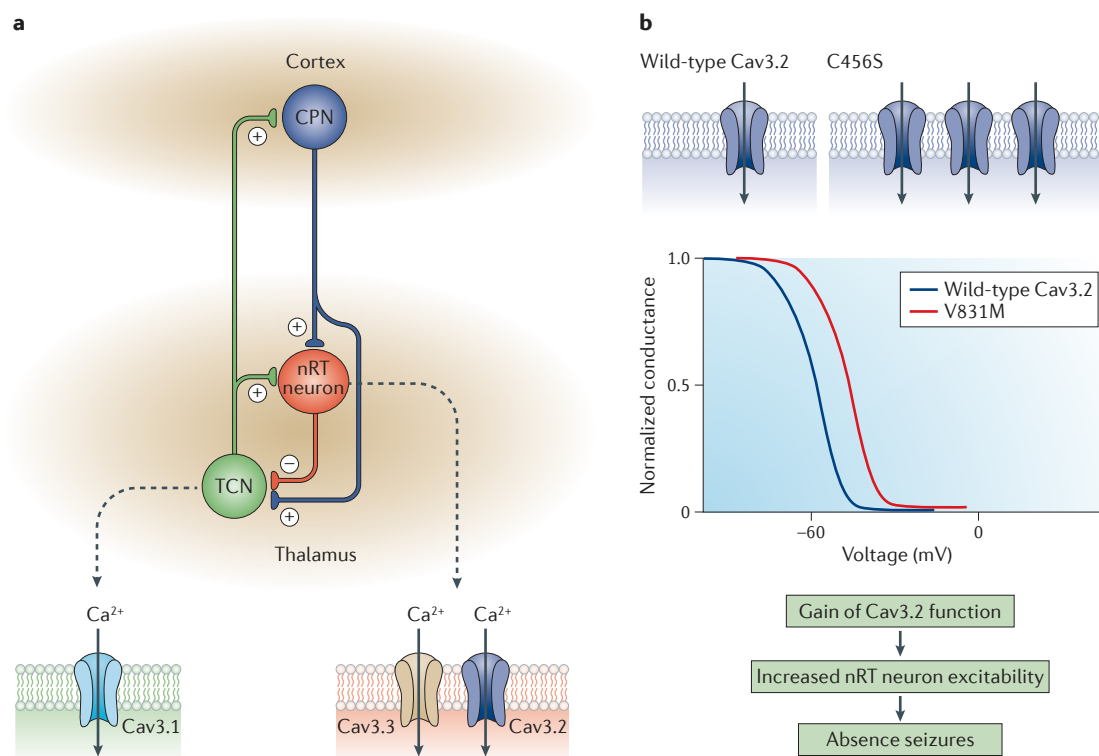 a
Cortex
CPN
+
+
nRT
neuron
+
−
TCN
+
Thalamus
Ca²⁺
Cav3.1
Ca²⁺
Ca²⁺
Cav3.3
Cav3.2
b
Wild-type Cav3.2
C456S
1.0
0.5
0
Normalized conductance
Wild-type Cav3.2
V831M
−60
0
Voltage (mV)
Gain of Cav3.2 function
Increased nRT neuron excitability
Absence seizures